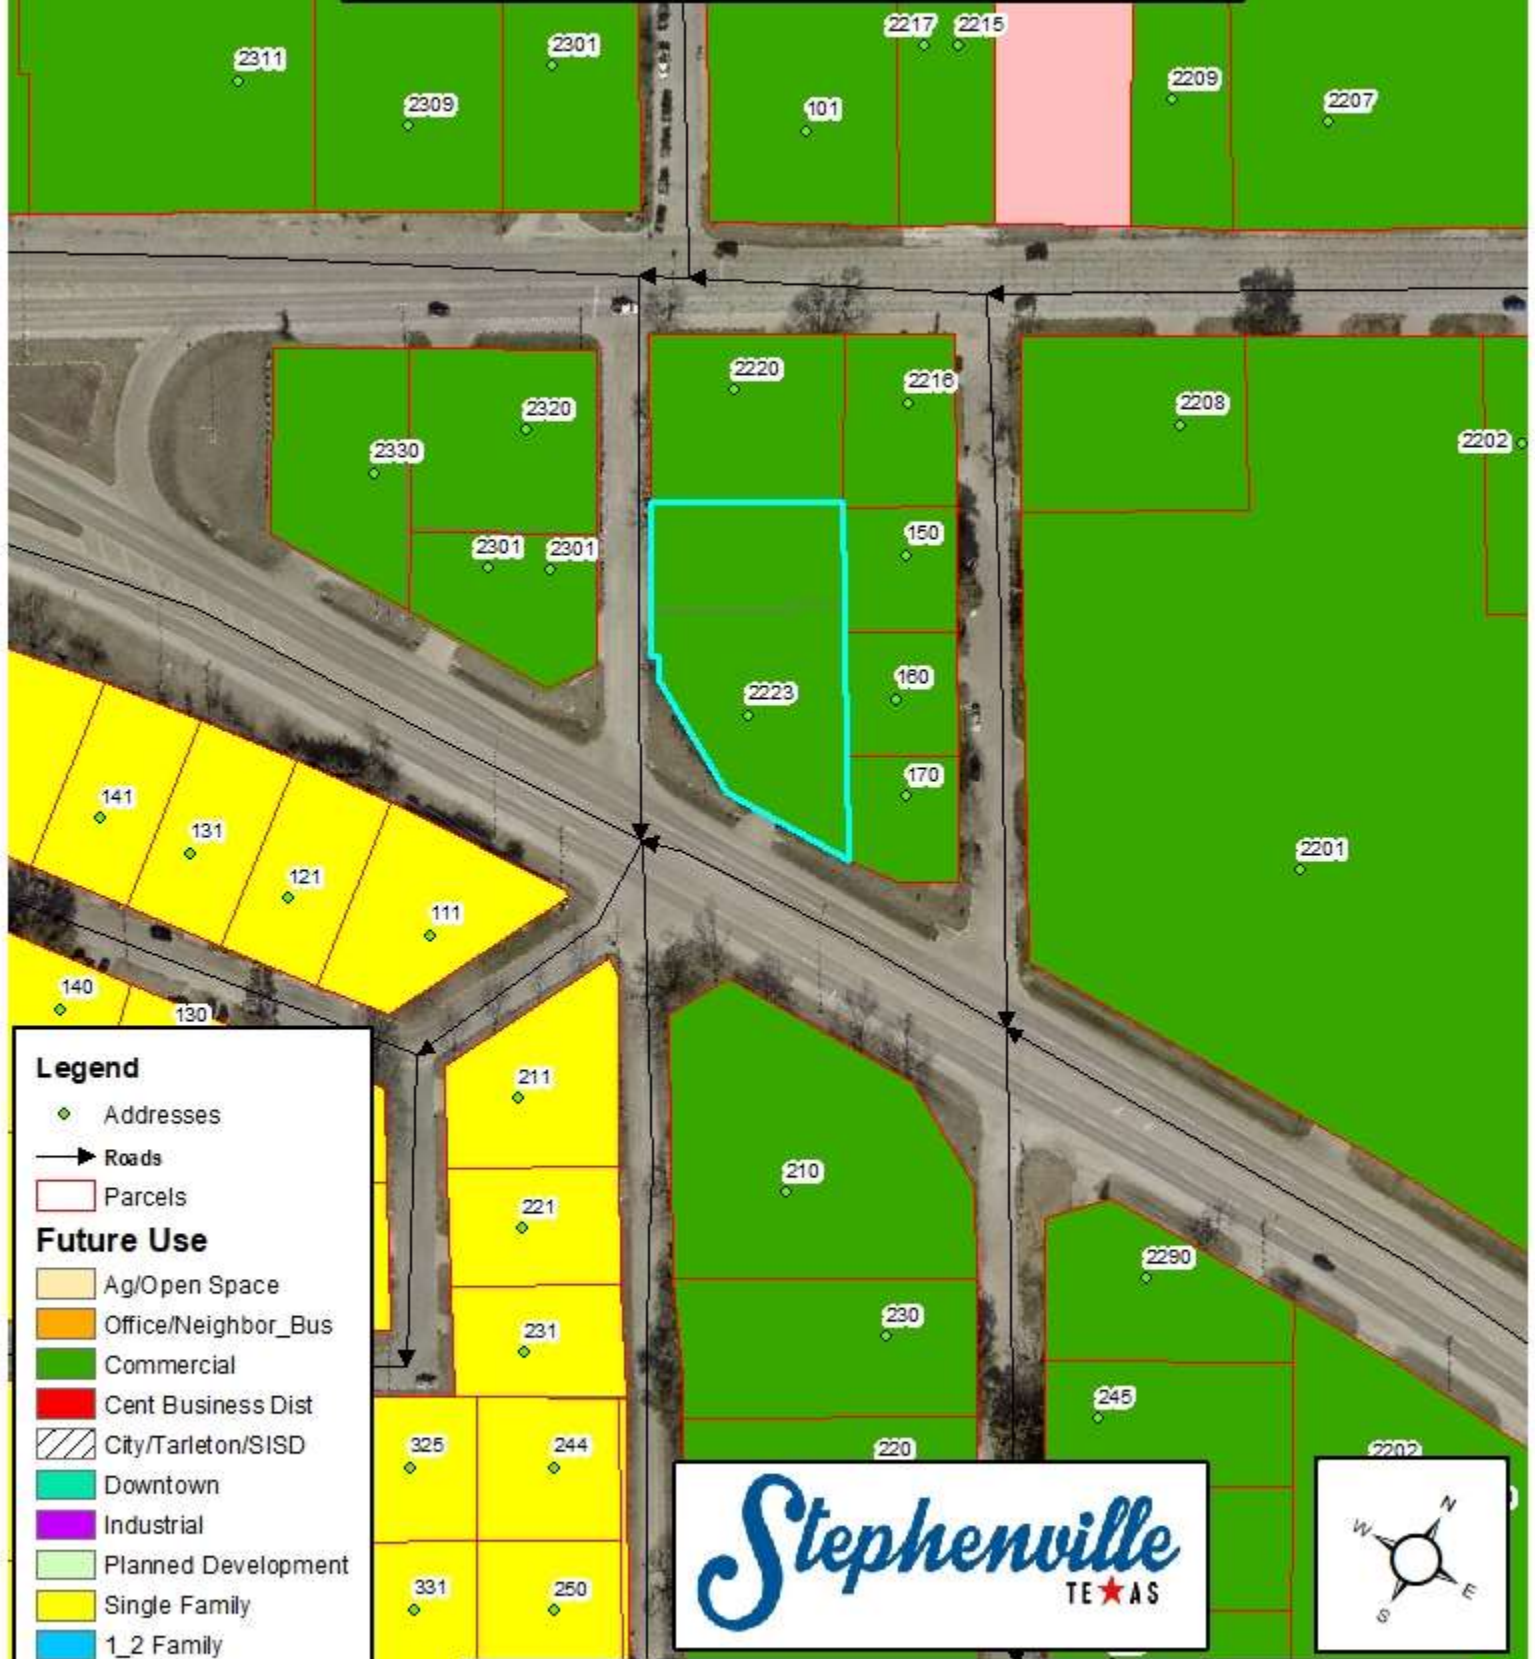 2217 2215
2301
2311
2209
2207
2309
101
2220
2216
2208
2320
2202
2330
150
2301 2301
160
2223
170
141
131
2201
121
111
140
130
Legend
Addresses
Roads
Parcels
Future Use
Ag/Open Space
Office/Neighbor_Bus
Commercial
Cent Business Dist
City/Tarleton/SISD
Downtown
Industrial
Planned Development
Single Family
1_2 Family
211
210
221
2290
230
231
245
325
244
220
2202
331
250
Stephenville
TEXAS
N
W
E
S